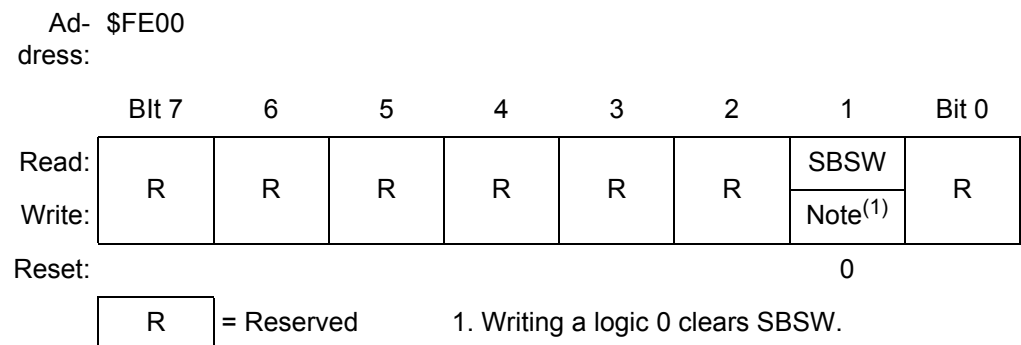 Ad- $FE00
dress:
BIt 7 6 5 4 3 2 1 Bit 0
Read: R R R R R R SBSW R
Write: Note(1)
Reset: 0
R = Reserved 1. Writing a logic 0 clears SBSW.